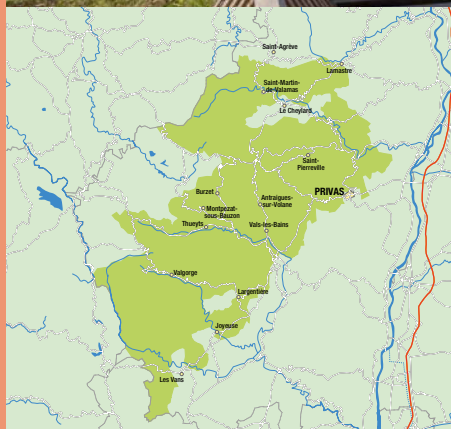 Saint-Agrève
Lamastre
Saint-Martin-
de-Valamas
Le Cheylard
Saint-
Pierreville
PRIVAS
Burzet
Antraigues-
sur-Volane
Montpezat-
sous-Bauzon
Thueyts
Vals-les-Bains
Valgorge
Largentière
Joyeuse
Les Vans